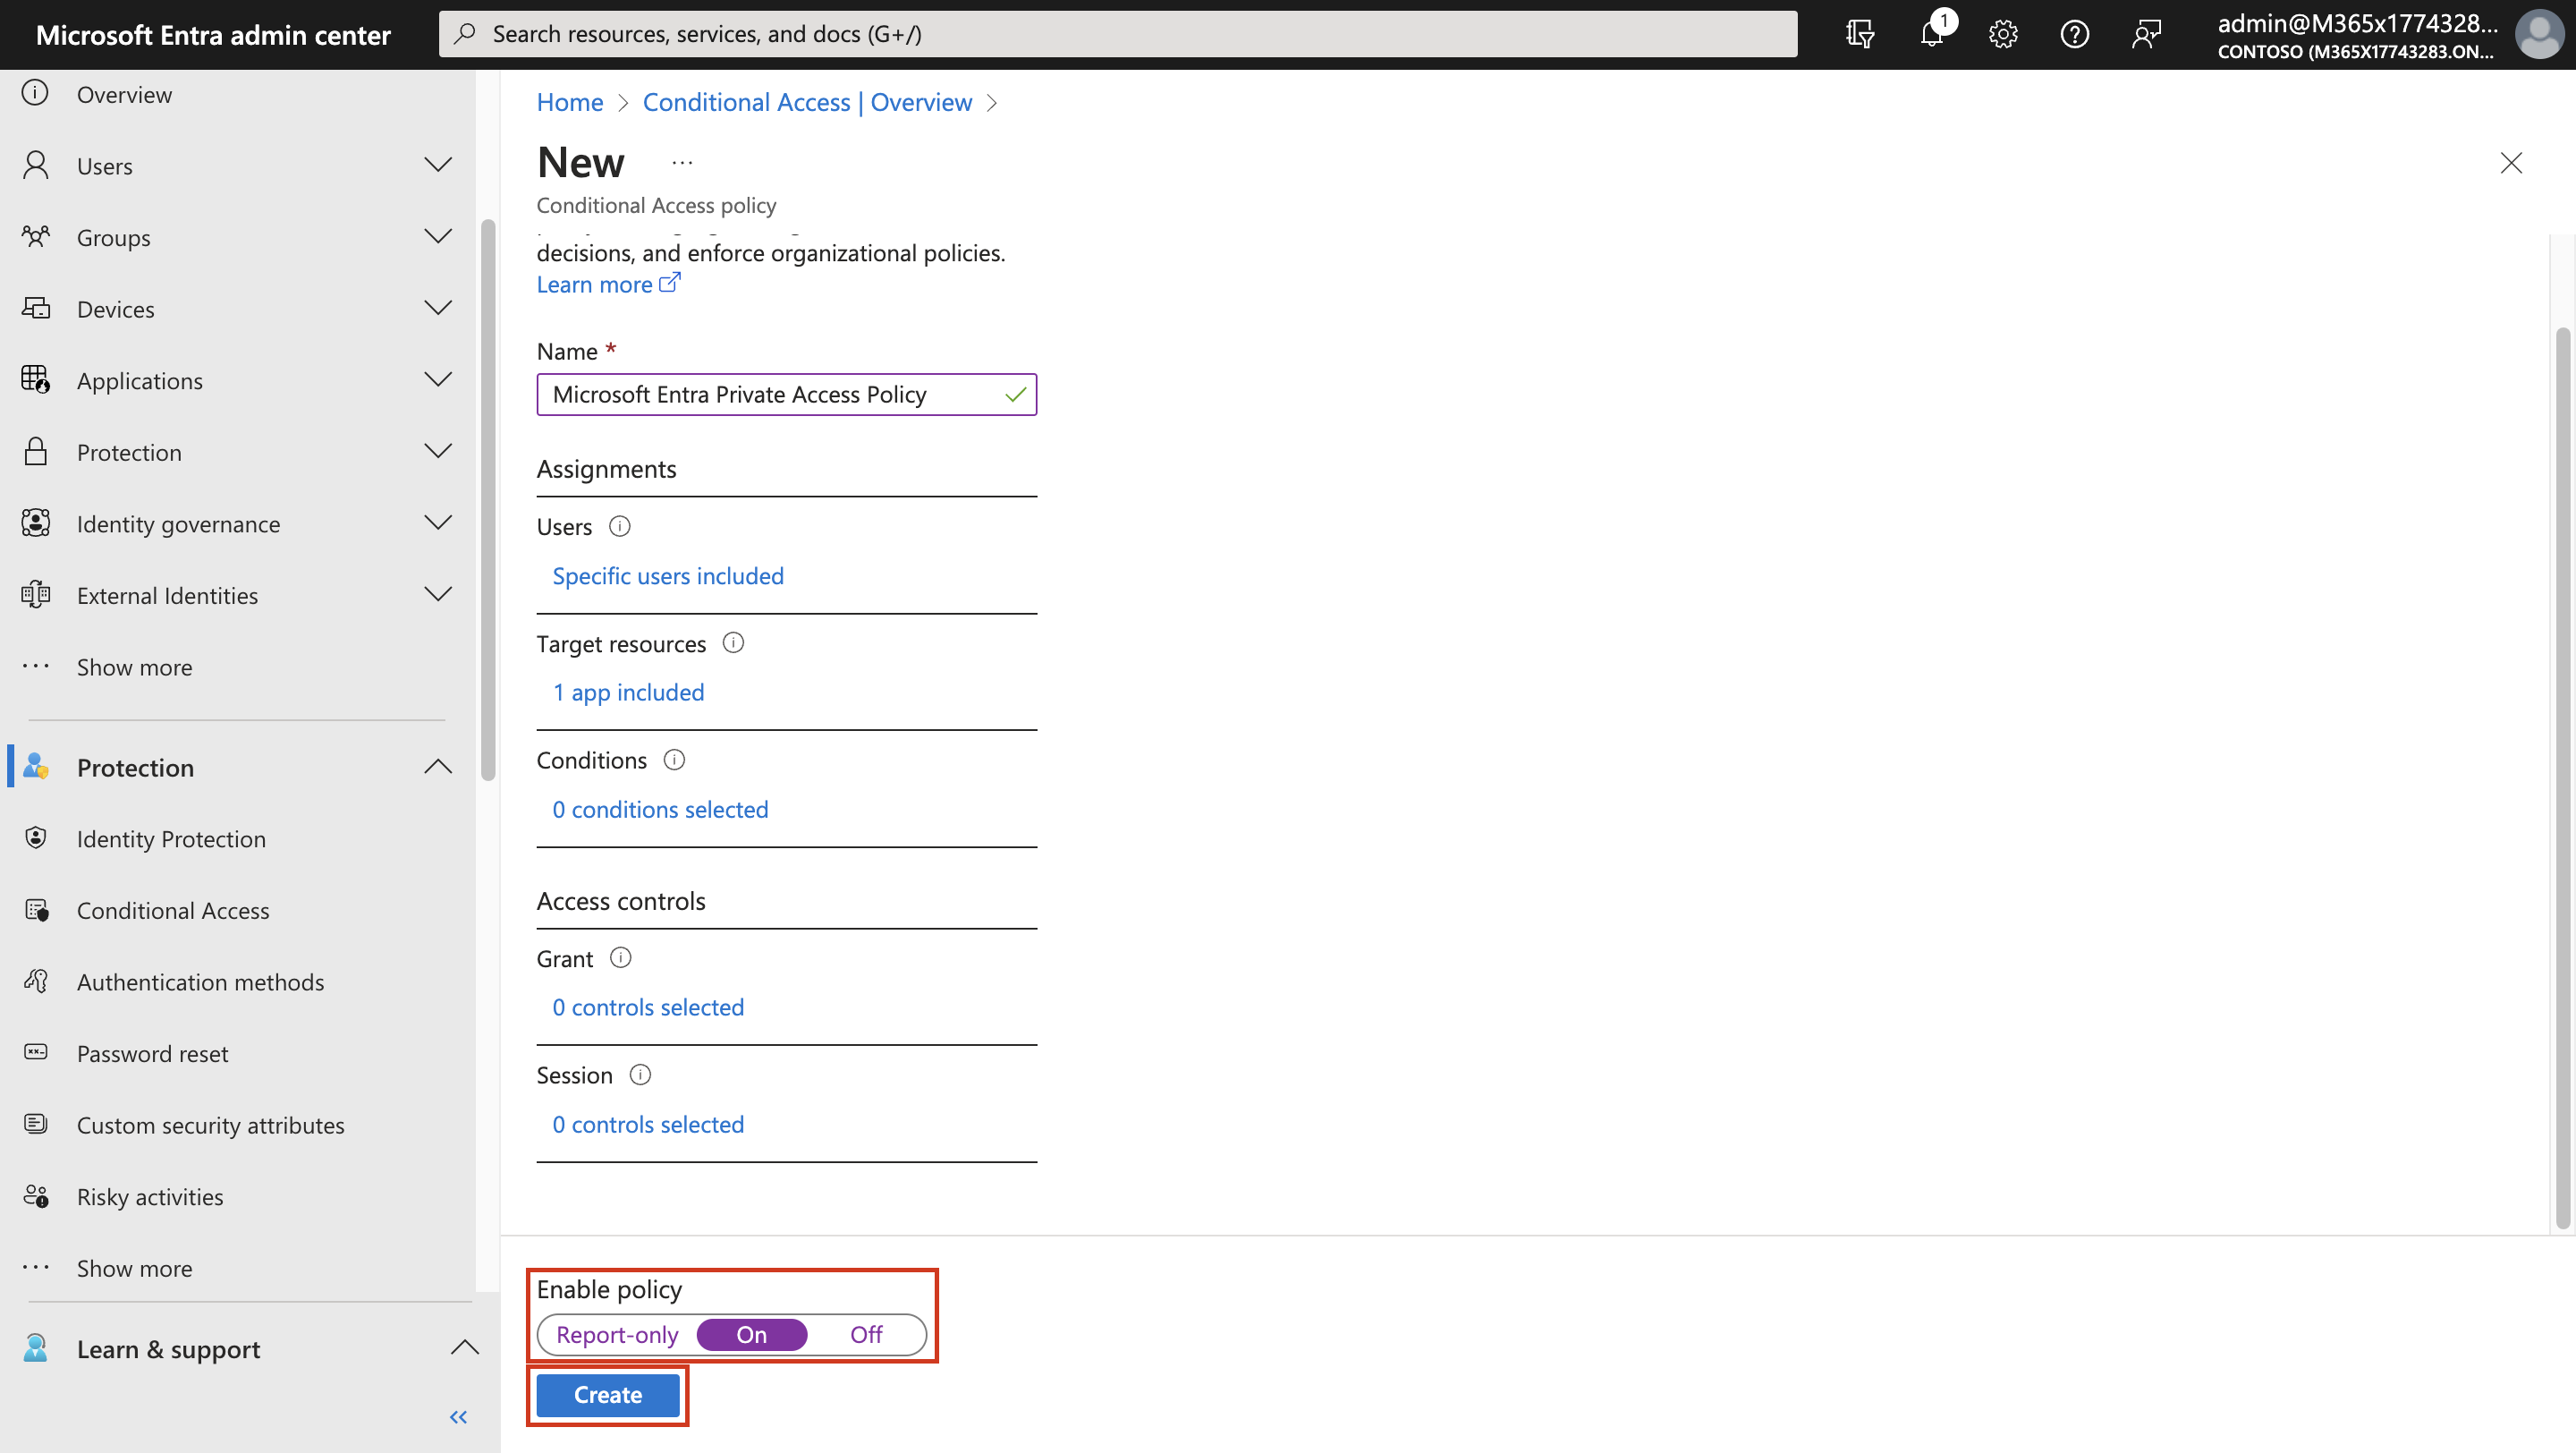 Microsoft Entra admin center
Search resources, services, and docs (G+/)
1
admin@M365x1774328...
CONTOSO (M365X17743283.ON...
Overview
Users
Groups
Devices
Applications
Protection
Identity governance
External Identities
Show more
Protection
Identity Protection
Conditional Access
Authentication methods
Password reset
Custom security attributes
Risky activities
Show more
Learn & support
Home > Conditional Access | Overview >
New ...
Conditional Access policy
decisions, and enforce organizational policies.
Learn more
Name *
Microsoft Entra Private Access Policy
Assignments
Users
Specific users included
Target resources
1 app included
Conditions
0 conditions selected
Access controls
Grant
0 controls selected
Session
0 controls selected
Enable policy
Report-only On Off
Create